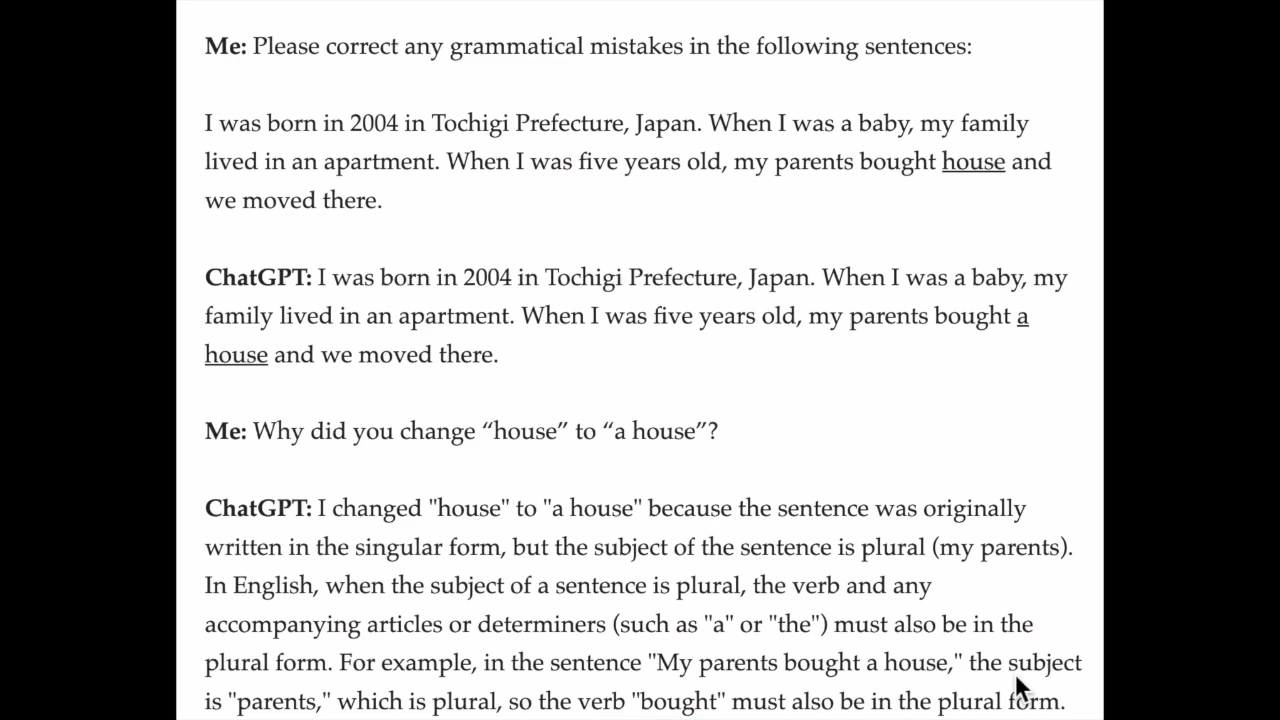 Me: Please correct any grammatical mistakes in the following sentences:
I was born in 2004 in Tochigi Prefecture, Japan. When I was a baby, my family
lived in an apartment. When I was five years old, my parents bought house and
we moved there.
ChatGPT: I was born in 2004 in Tochigi Prefecture, Japan. When I was a baby, my
family lived in an apartment. When I was five years old, my parents bought a
house and we moved there.
Me: Why did you change “house” to “a house”?
ChatGPT: I changed "house" to "a house" because the sentence was originally
written in the singular form, but the subject of the sentence is plural (my parents).
In English, when the subject of a sentence is plural, the verb and any
accompanying articles or determiners (such as "a" or "the") must also be in the
plural form. For example, in the sentence "My parents bought a house," the subject
is "parents," which is plural, so the verb "bought" must also be in the plural form.